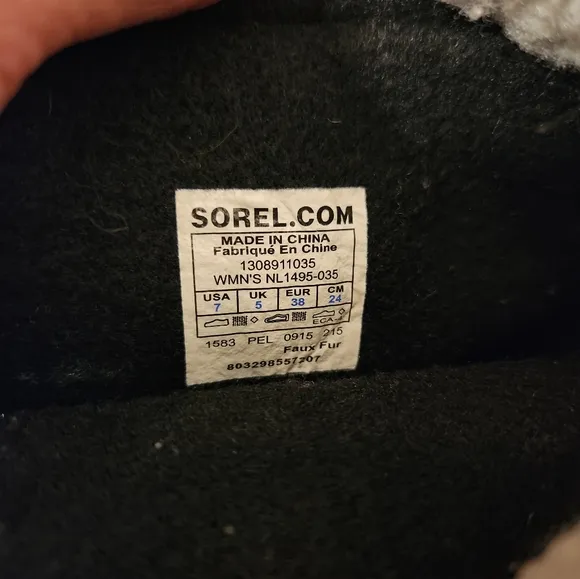 SOREL.COM
MADE IN CHINA
Fabriqué En Chine
1308911035
WMN'S NL1495-035
USA UK EUR CM
7 5 38 24
ECA
1583 PEL 0915 215
Faux Fur
803298557207